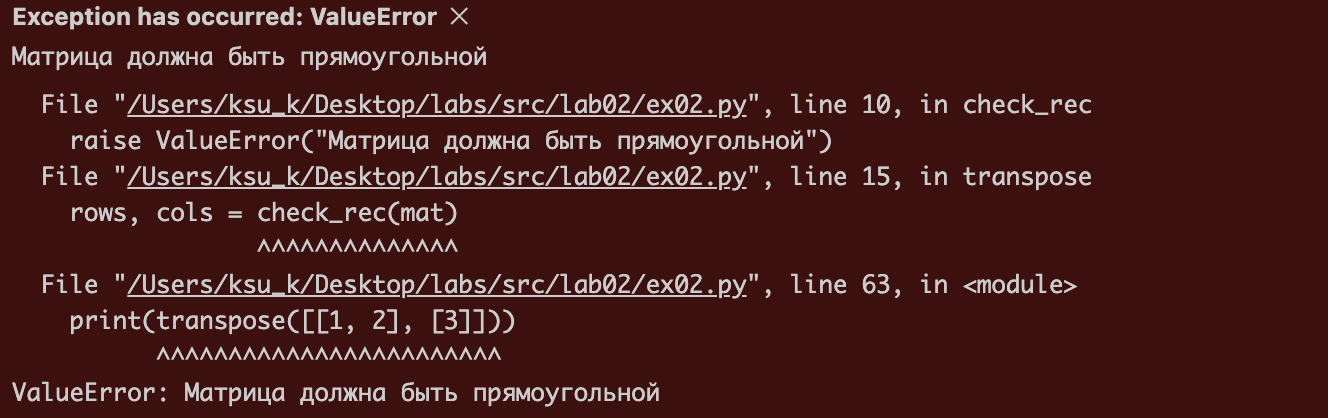 Exception has occurred: ValueError ×
Матрица должна быть прямоугольной
File "/Users/ksu_k/Desktop/labs/src/lab02/ex02.py", line 10, in check_rec
raise ValueError("Матрица должна быть прямоугольной")
File "/Users/ksu_k/Desktop/labs/src/lab02/ex02.py", line 15, in transpose
rows, cols = check_rec(mat)
^^^^^^^^^^^^^^
File "/Users/ksu_k/Desktop/labs/src/lab02/ex02.py", line 63, in <module>
print(transpose([[1, 2], [3]]))
^^^^^^^^^^^^^^^^^^^^^^^^
ValueError: Матрица должна быть прямоугольной